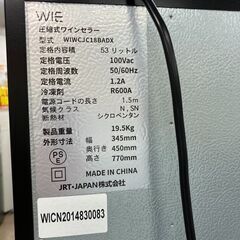 WIE
圧縮式ワインセラー
型式 WIWCJC18BADX
定格内容積 53 リットル
定格電圧 100Vac
定格周波数 50/60Hz
定格電流 1.2A
冷凍剤 R600A
電源コードの長さ 1.5m
気候クラス N, SN
断熱材 シクロペンタン
製品重量 19.5Kg
外形寸法 幅 345mm
奥行き 450mm
高さ 770mm
PS
E
MADE IN CHINA
JRT・JAPAN株式会社
WICN2014830083